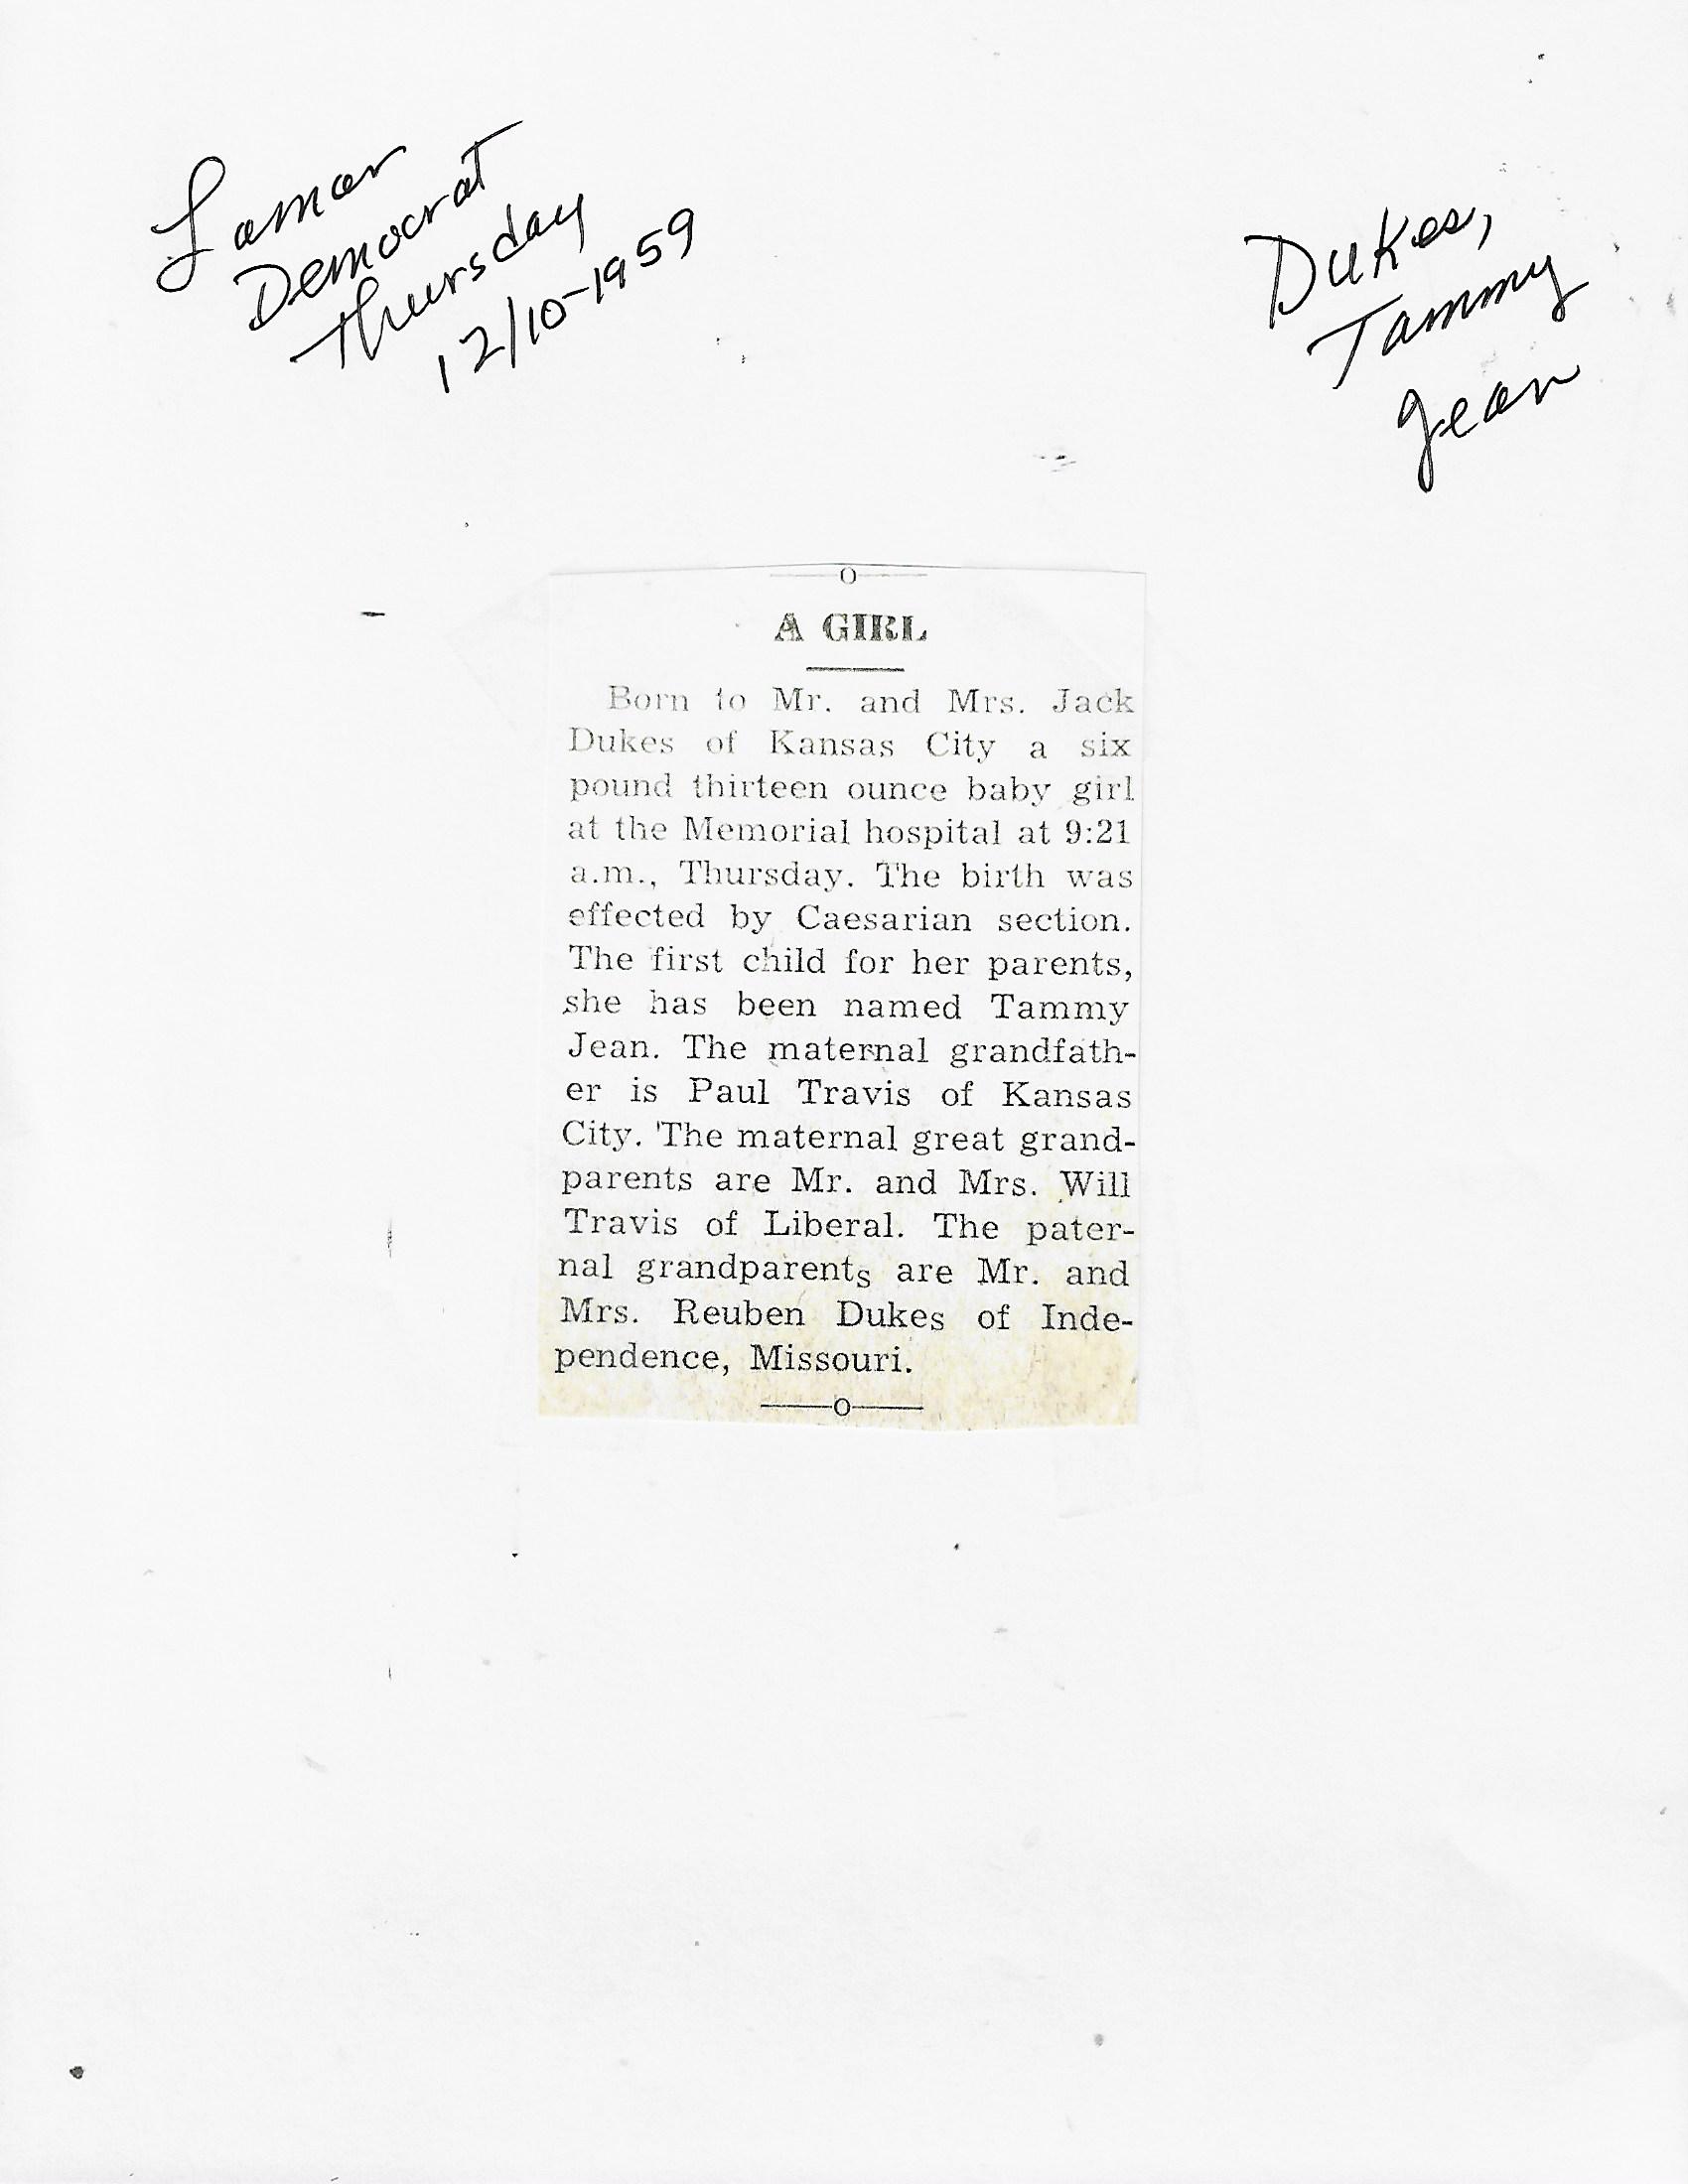 Lamar
Democrat
Thursday
12/10-1959
Dukes,
Tammy
Jean
A GIRL
Born to Mr. and Mrs. Jack
Dukes of Kansas City a six
pound thirteen ounce baby girl
at the Memorial hospital at 9:21
a.m., Thursday. The birth was
effected by Caesarian section.
The first child for her parents,
she has been named Tammy
Jean. The maternal grandfath-
er is Paul Travis of Kansas
City. The maternal great grand-
parents are Mr. and Mrs. Will
Travis of Liberal. The pater-
nal grandparents are Mr. and
Mrs. Reuben Dukes of Inde-
pendence, Missouri.